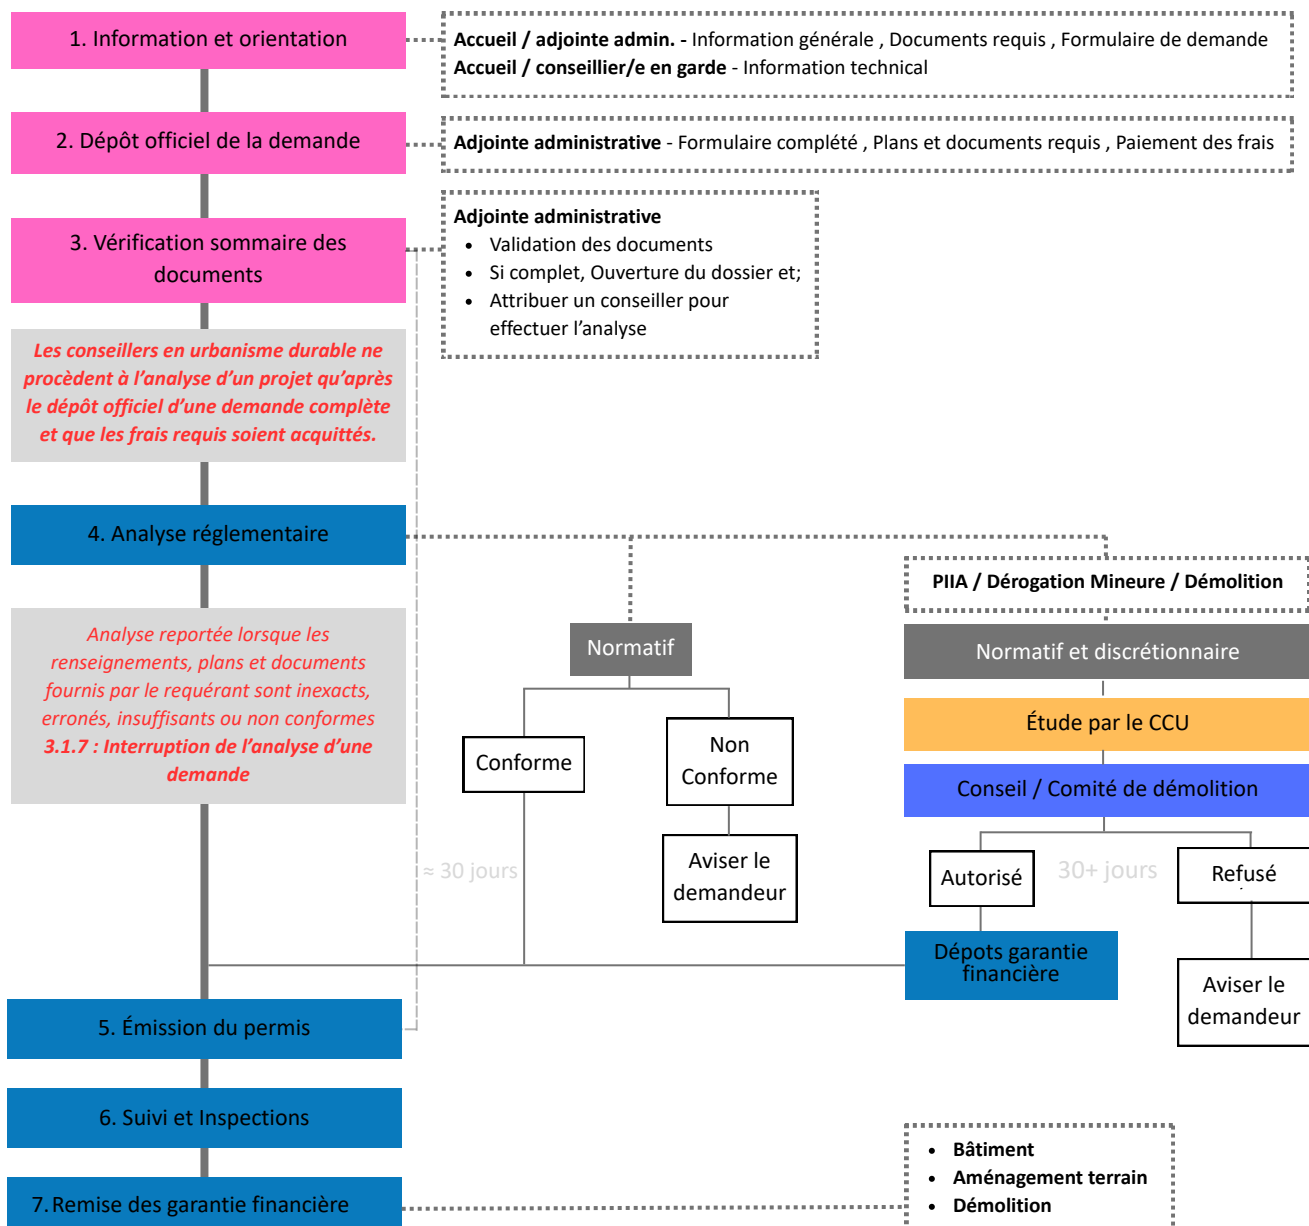 1. Information et orientation
Accueil / adjointe admin. - Information générale , Documents requis , Formulaire de demande
Accueil / conseillier/e en garde - Information technical
2. Dépôt officiel de la demande
Adjointe administrative - Formulaire complété , Plans et documents requis , Paiement des frais
3. Vérification sommaire des
documents
Adjointe administrative
• Validation des documents
• Si complet, Ouverture du dossier et;
• Attribuer un conseiller pour
effectuer l’analyse
Les conseillers en urbanisme durable ne
procèdent à l’analyse d’un projet qu’après
le dépôt officiel d’une demande complète
et que les frais requis soient acquittés.
4. Analyse réglementaire
PIIA / Dérogation Mineure / Démolition
Analyse reportée lorsque les
renseignements, plans et documents
fournis par le requérant sont inexacts,
erronés, insuffisants ou non conformes
3.1.7 : Interruption de l’analyse d’une
demande
Normatif
Conforme
Non
Conforme
Aviser le
demandeur
≈ 30 jours
Normatif et discrétionnaire
Étude par le CCU
Conseil / Comité de démolition
Autorisé
30+ jours
Refusé
Dépots garantie
financière
Aviser le
demandeur
5. Émission du permis
6. Suivi et Inspections
7. Remise des garantie financière
• Bâtiment
• Aménagement terrain
• Démolition